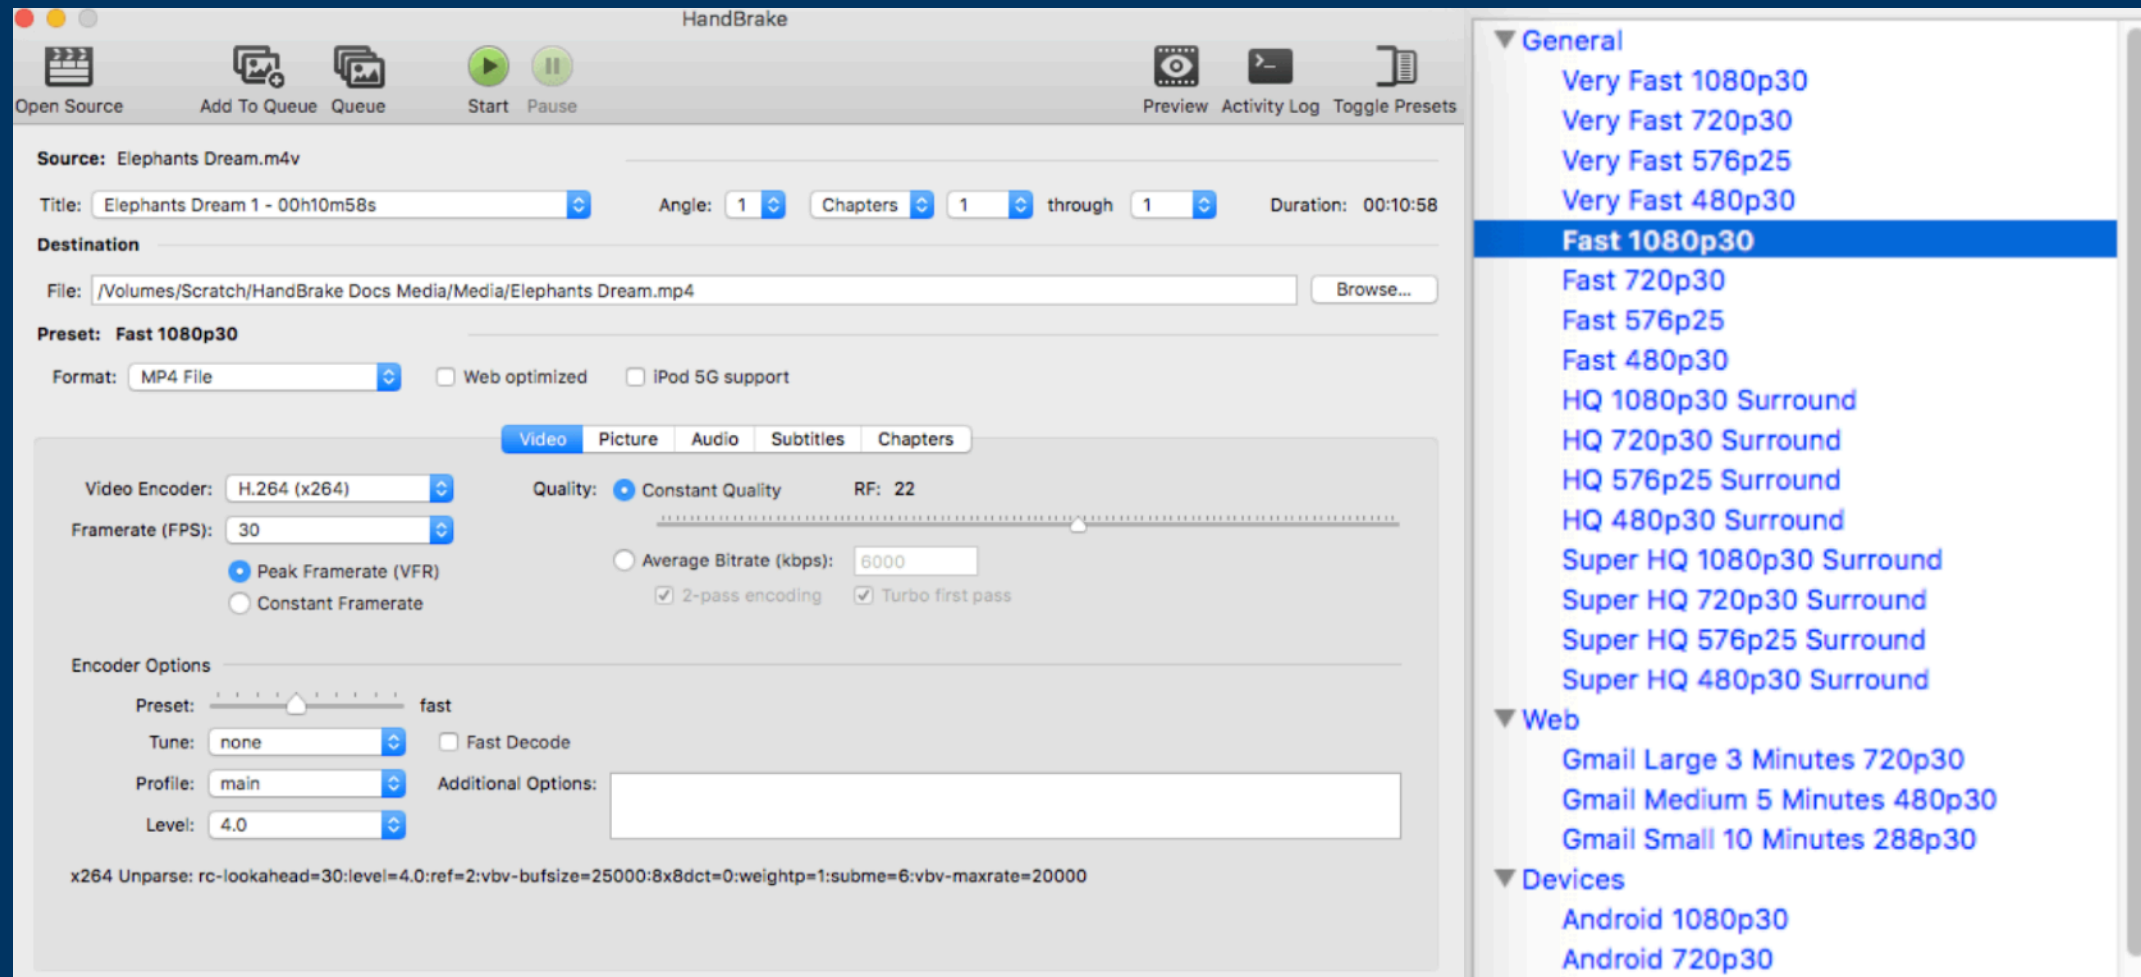 HandBrake
Open Source Add To Queue Queue Start Pause Preview Activity Log Toggle Presets
Source: Elephants Dream.m4v
Title: Elephants Dream 1 - 00h10m58s Angle: 1 Chapters 1 through 1 Duration: 00:10:58
Destination
File: /Volumes/Scratch/HandBrake Docs Media/Media/Elephants Dream.mp4 Browse...
Preset: Fast 1080p30
Format: MP4 File Web optimized iPod 5G support
Video Picture Audio Subtitles Chapters
Video Encoder: H.264 (x264) Quality: Constant Quality RF: 22
Framerate (FPS): 30
Peak Framerate (VFR) Average Bitrate (kbps): 6000
Constant Framerate 2-pass encoding Turbo first pass
Encoder Options
Preset: fast
Tune: none Fast Decode
Profile: main Additional Options:
Level: 4.0
x264 Unparse: rc-lookahead=30:level=4.0:ref=2:vbv-bufsize=25000:8x8dct=0:weightp=1:subme=6:vbv-maxrate=20000
General
Very Fast 1080p30
Very Fast 720p30
Very Fast 576p25
Very Fast 480p30
Fast 1080p30
Fast 720p30
Fast 576p25
Fast 480p30
HQ 1080p30 Surround
HQ 720p30 Surround
HQ 576p25 Surround
HQ 480p30 Surround
Super HQ 1080p30 Surround
Super HQ 720p30 Surround
Super HQ 576p25 Surround
Super HQ 480p30 Surround
Web
Gmail Large 3 Minutes 720p30
Gmail Medium 5 Minutes 480p30
Gmail Small 10 Minutes 288p30
Devices
Android 1080p30
Android 720p30